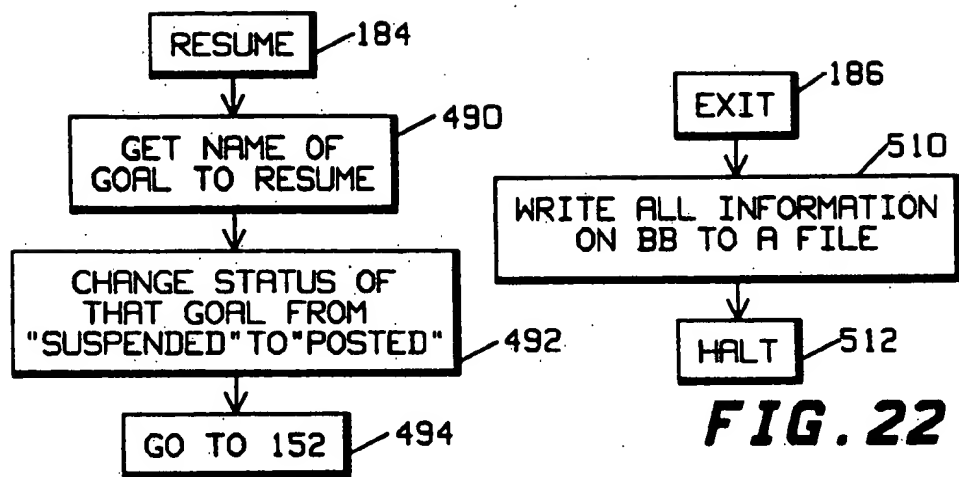 RESUME
184
GET NAME OF
GOAL TO RESUME
490
CHANGE STATUS OF
THAT GOAL FROM
"SUSPENDED" TO "POSTED"
492
GO TO 152
494
EXIT
186
WRITE ALL INFORMATION
ON BB TO A FILE
510
HALT
512
FIG. 22